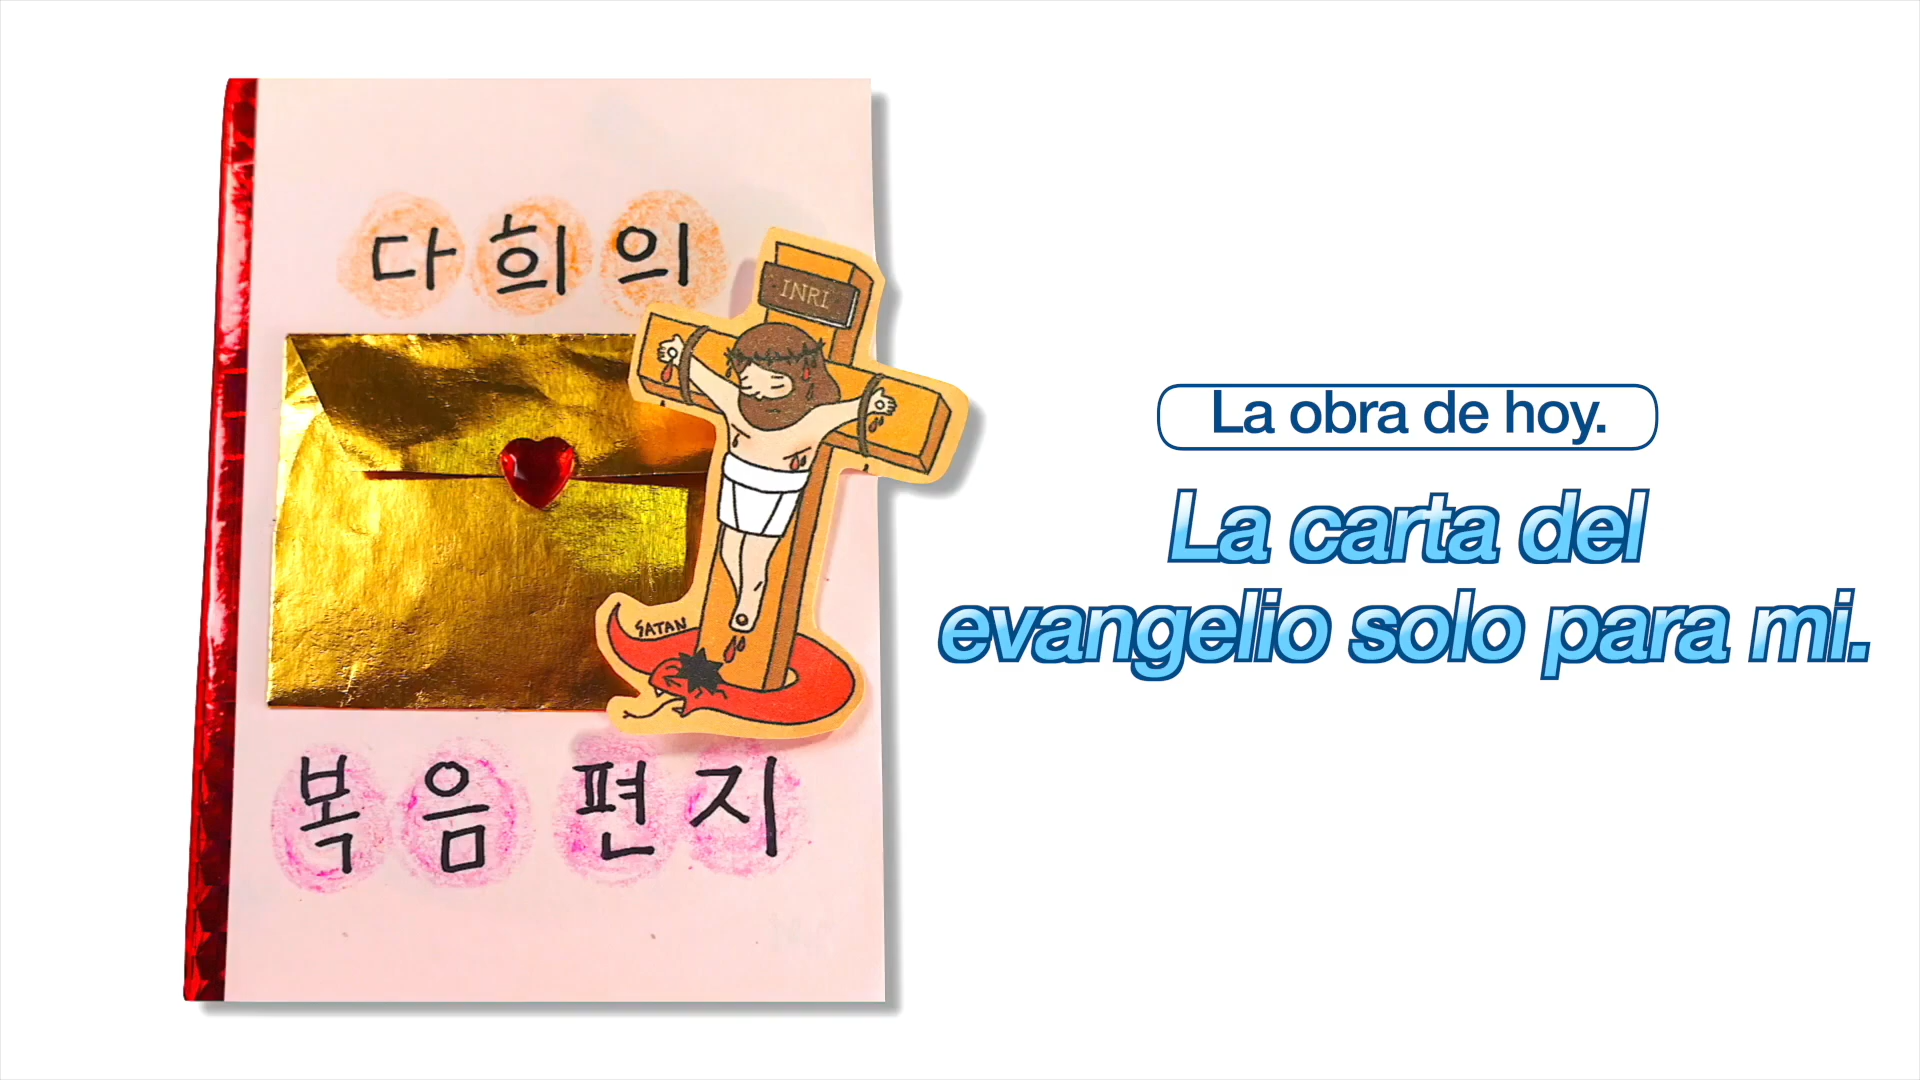 다희의
INRI
SATAN
복음 편지
La obra de hoy.
La carta del
evangelio solo para mi.